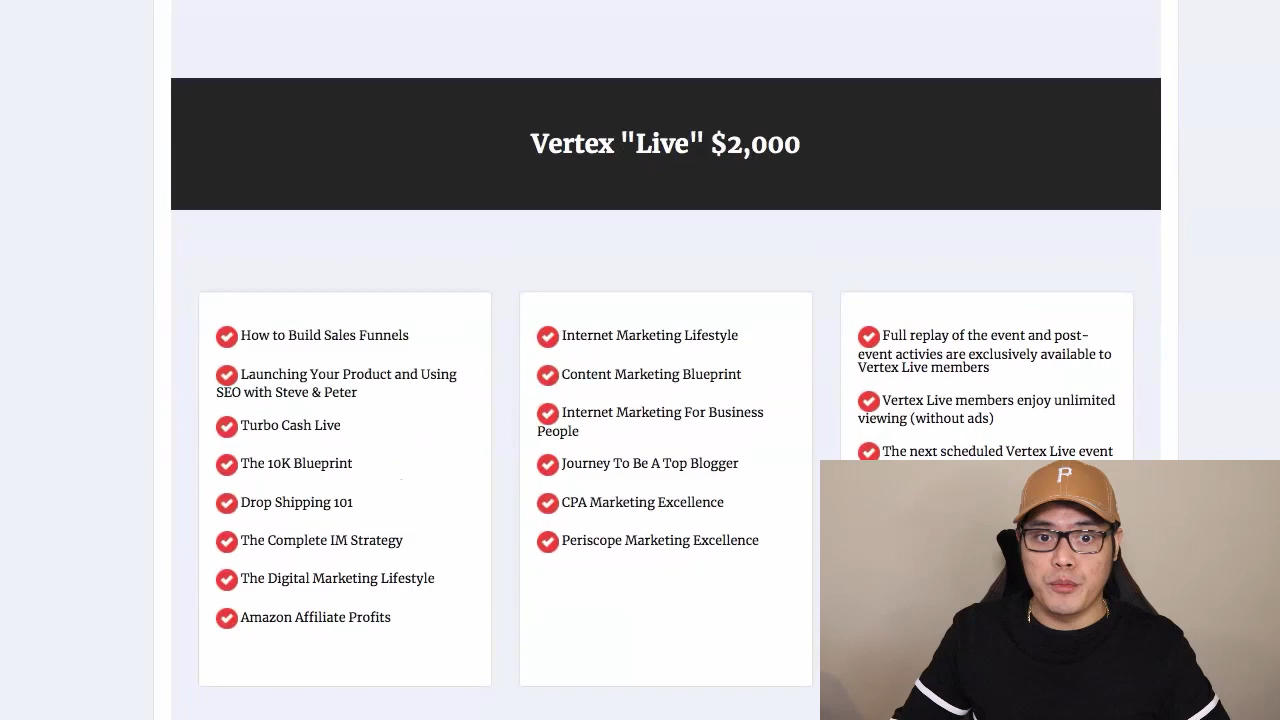 Vertex "Live" $2,000
How to Build Sales Funnels
Launching Your Product and Using
SEO with Steve & Peter
Turbo Cash Live
The 10K Blueprint
Drop Shipping 101
The Complete IM Strategy
The Digital Marketing Lifestyle
Amazon Affiliate Profits
Internet Marketing Lifestyle
Content Marketing Blueprint
Internet Marketing For Business
People
Journey To Be A Top Blogger
CPA Marketing Excellence
Periscope Marketing Excellence
Full replay of the event and post-
event activies are exclusively available to
Vertex Live members
Vertex Live members enjoy unlimited
viewing (without ads)
The next scheduled Vertex Live event
P